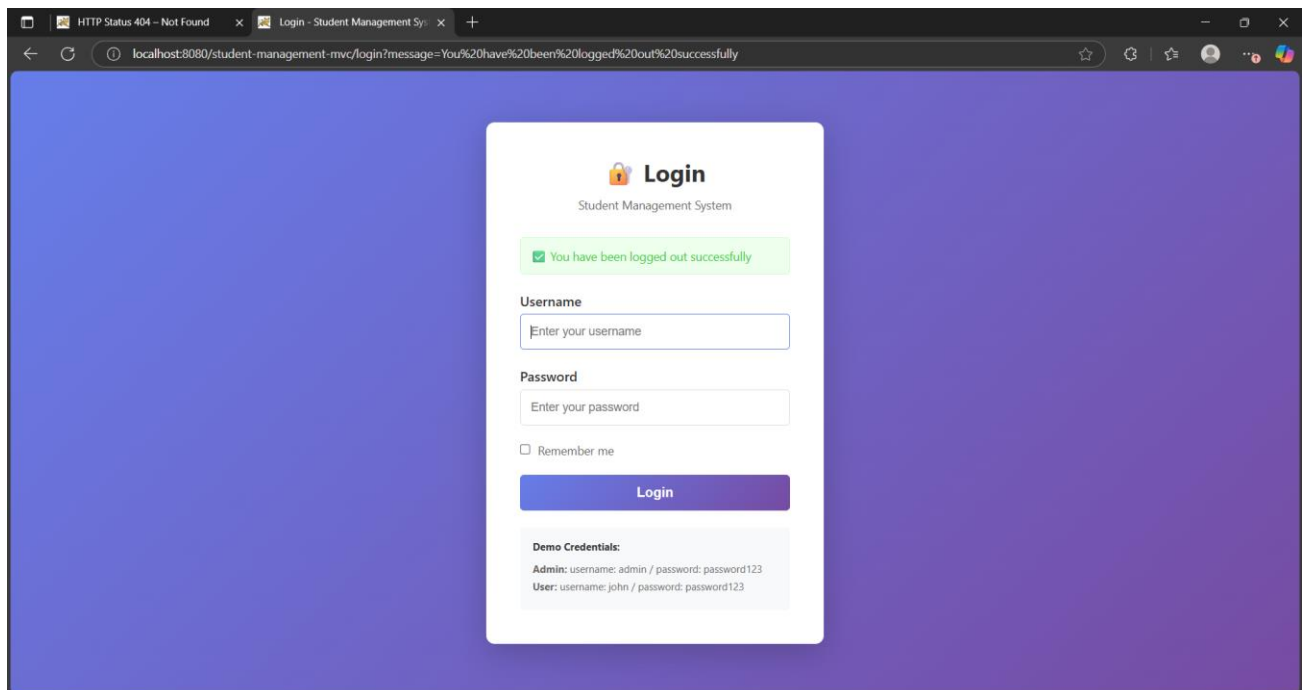 HTTP Status 404 – Not Found
Login - Student Management Sys
localhost:8080/student-management-mvc/login?message=You%20have%20been%20logged%20out%20successfully
Login
Student Management System
You have been logged out successfully
Username
Enter your username
Password
Enter your password
Remember me
Login
Demo Credentials:
Admin: username: admin / password: password123
User: username: john / password: password123